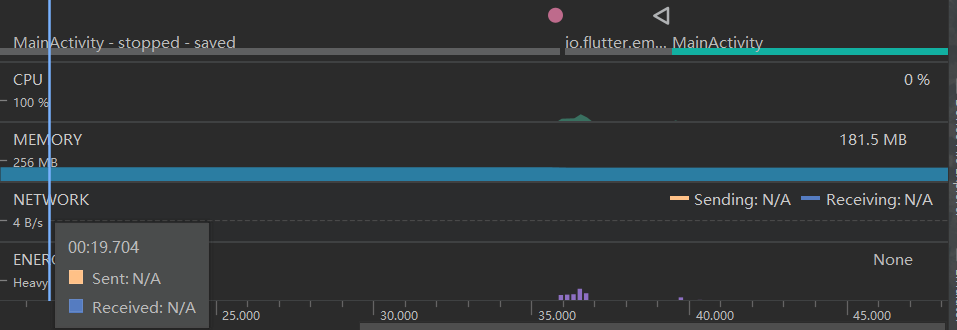 MainActivity - stopped - saved
io.flutter.em... MainActivity
CPU 0 %
100 %
MEMORY 181.5 MB
256 MB
NETWORK Sending: N/A Receiving: N/A
4 B/s
00:19.704
ENERG None
Sent: N/A
Heavy
Received: N/A
25.000 30.000 35.000 40.000 45.000